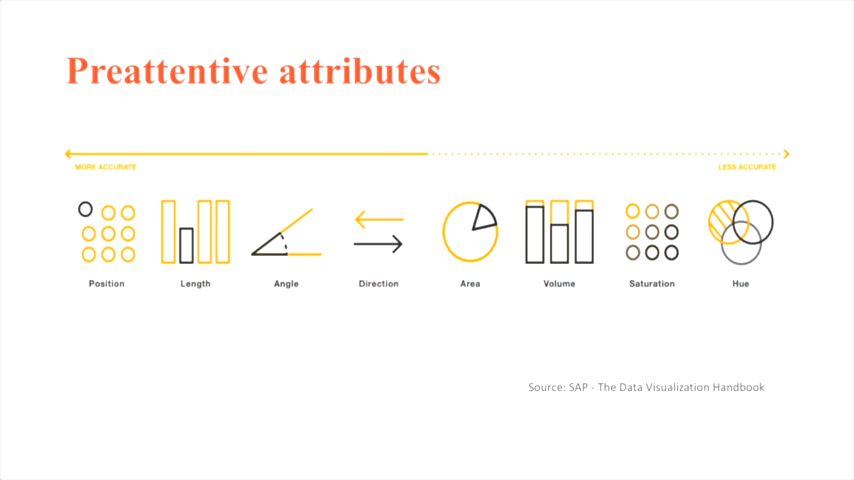 Preattentive attributes
MORE ACCURATE
LESS ACCURATE
Position
Length
Angle
Direction
Area
Volume
Saturation
Hue
Source: SAP - The Data Visualization Handbook